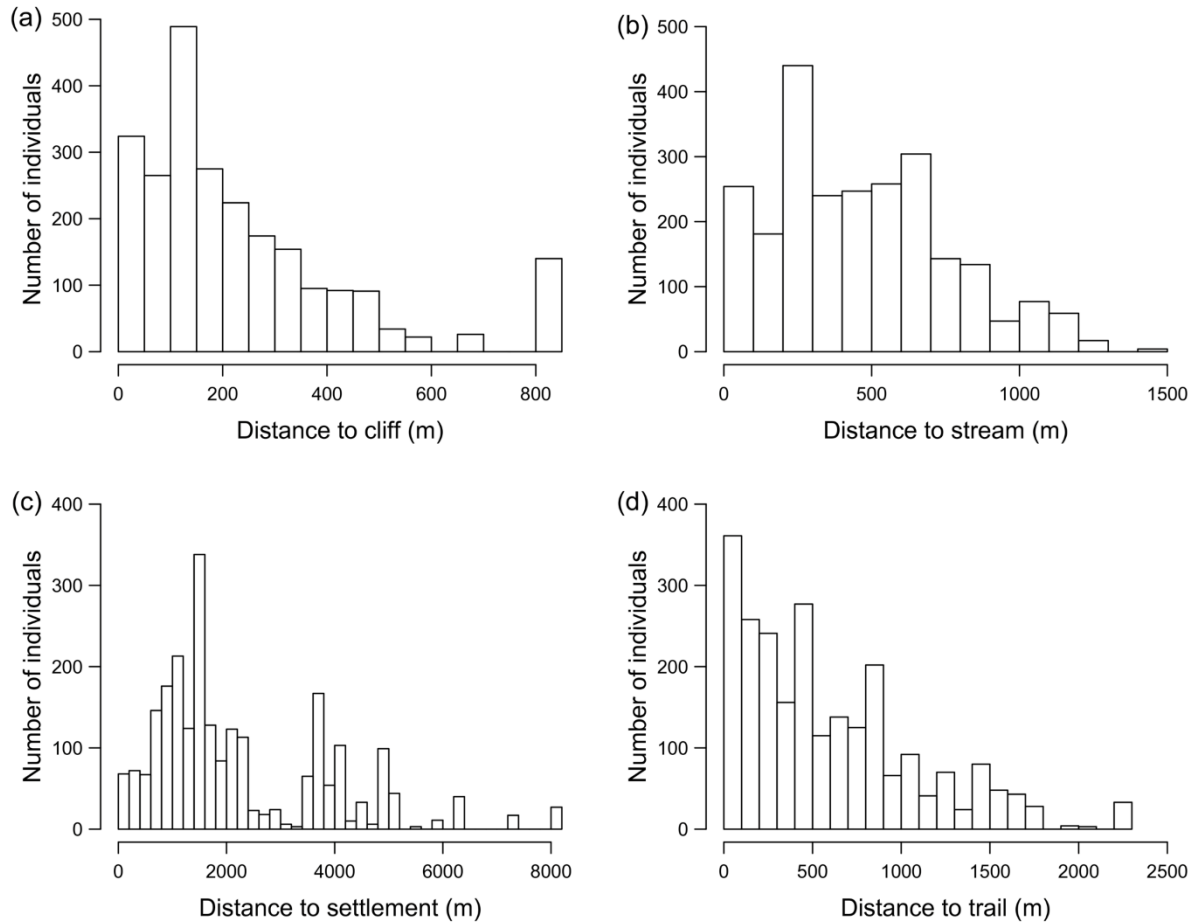 (a)
500
400
300
200
100
0
Number of individuals
0 200 400 600 800
Distance to cliff (m)
(b)
500
400
300
200
100
0
Number of individuals
0 500 1000 1500
Distance to stream (m)
(c)
400
300
200
100
0
Number of individuals
0 2000 4000 6000 8000
Distance to settlement (m)
(d)
400
300
200
100
0
Number of individuals
0 500 1000 1500 2000 2500
Distance to trail (m)